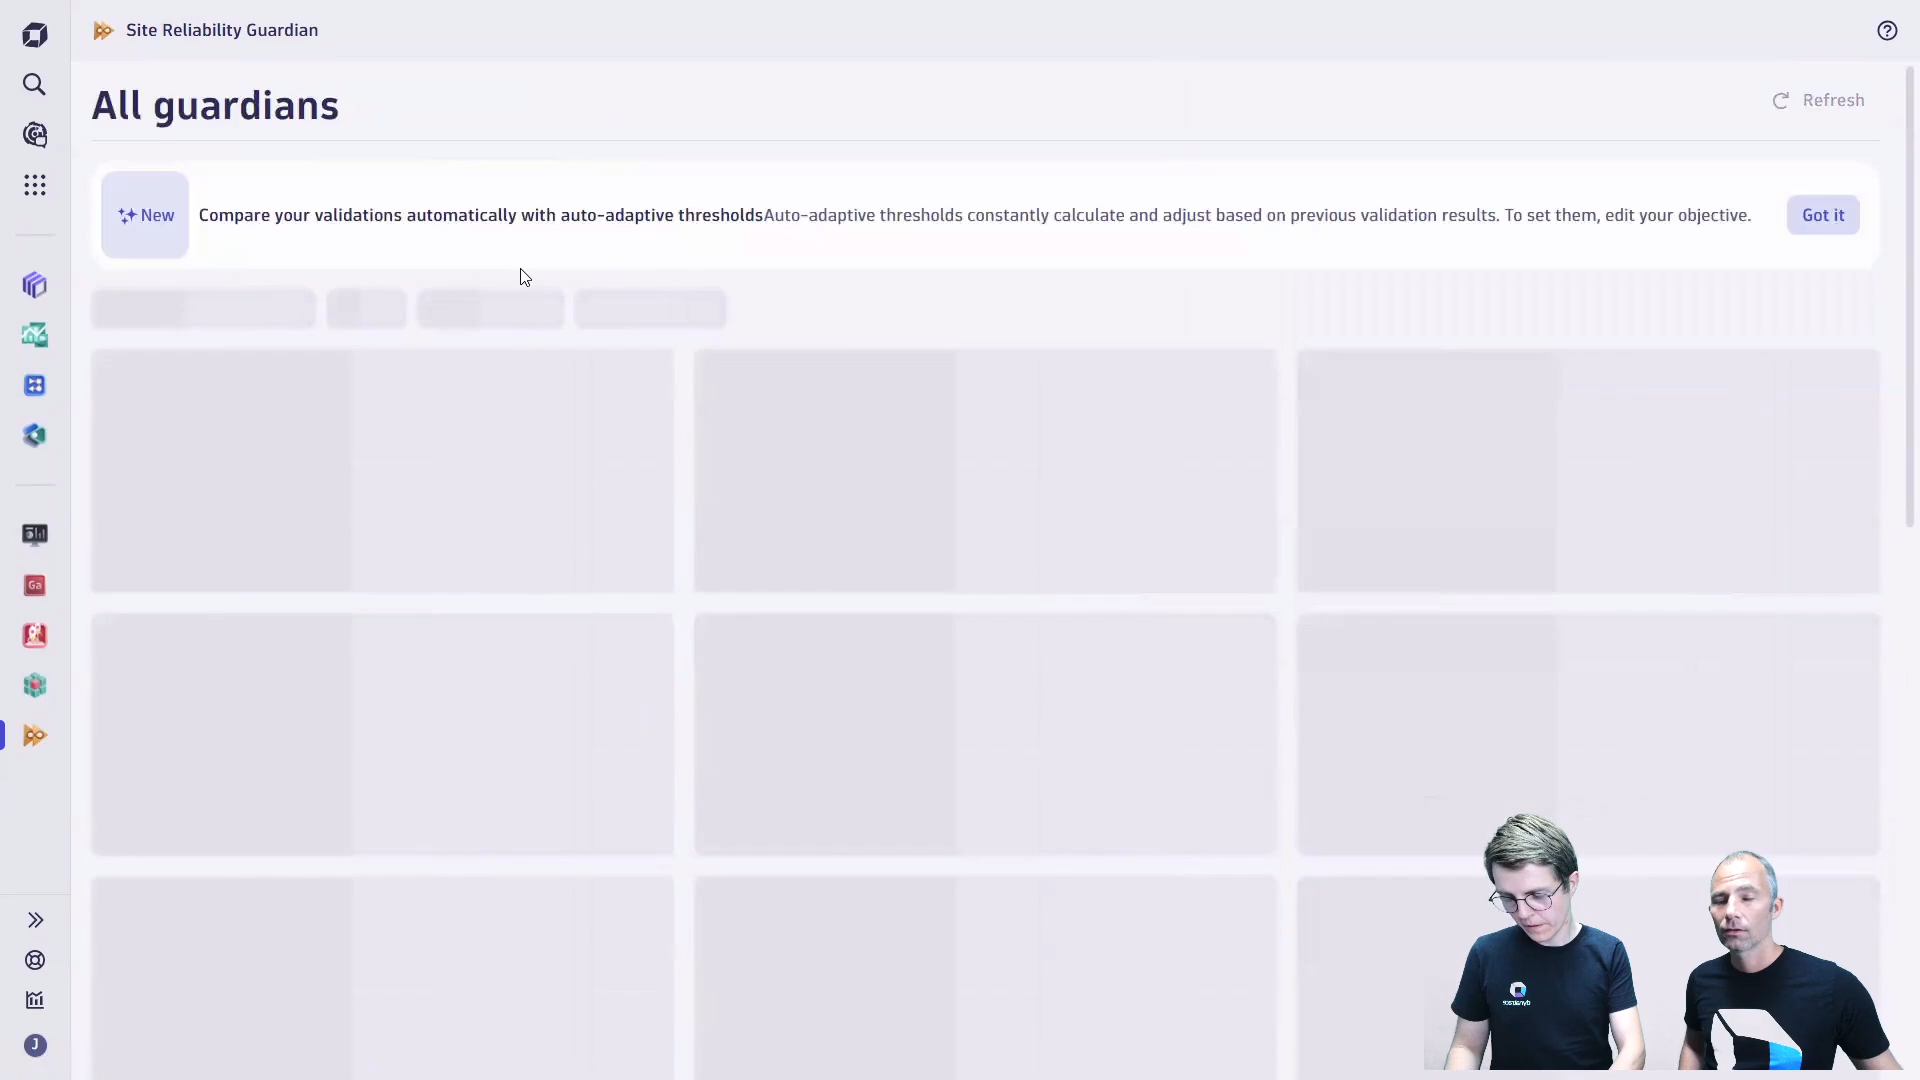 Site Reliability Guardian
All guardians
Refresh
New
Compare your validations automatically with auto-adaptive thresholdsAuto-adaptive thresholds constantly calculate and adjust based on previous validation results. To set them, edit your objective.
Got it
Ga
J